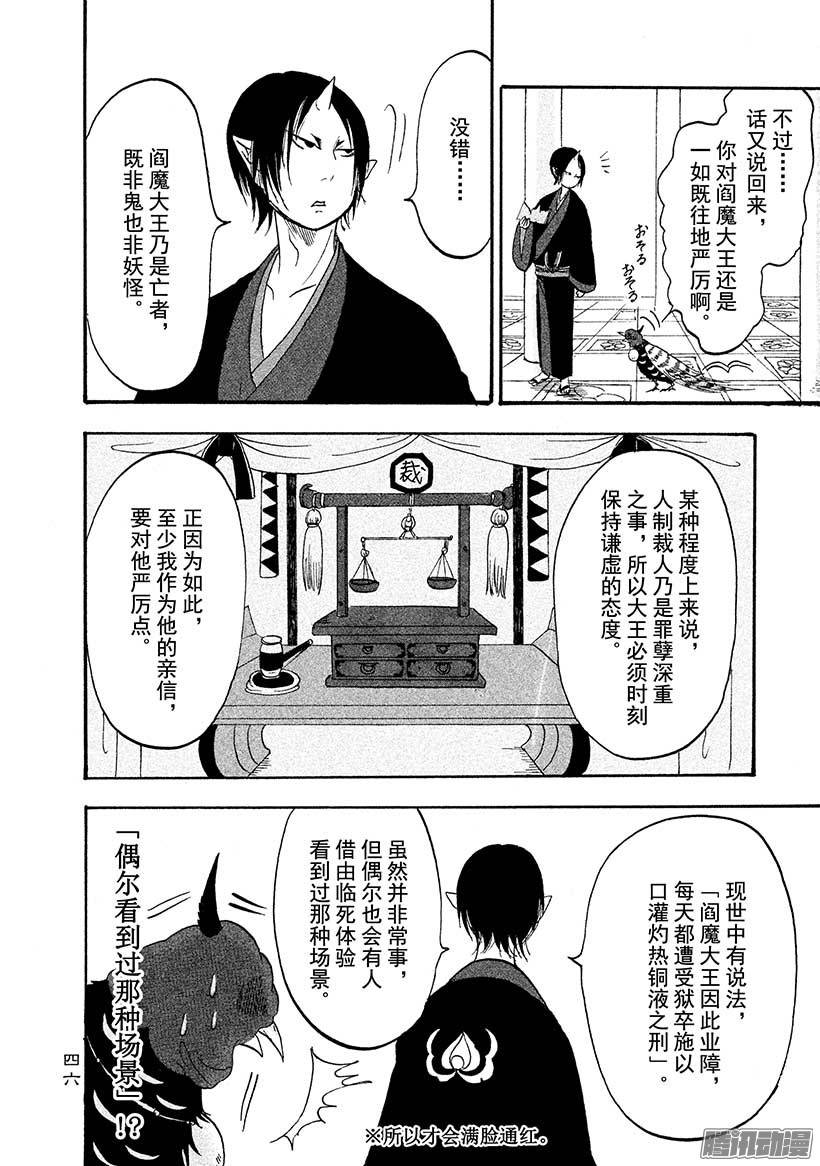 不过……
话又说回来，
你对阎魔大王还是
一如既往地严厉啊。
おそる
おそる
没错……
阎魔大王乃是亡者，
既非鬼也非妖怪。
某种程度上来说，
人制裁人乃是罪孽深重
之事，所以大王必须时刻
保持谦虚的态度。
裁
正因为如此，
至少我作为他的亲信，
要对他严厉点。
现世中有说法，
「阎魔大王因此业障，
每天都遭受狱卒施以
口灌灼热铜液之刑」。
虽然并非常事，
但偶尔也会有人
借由临死体验
看到过那种场景。
「偶尔看到过那种场景」!?
※所以才会满脸通红。
四六
腾讯动漫